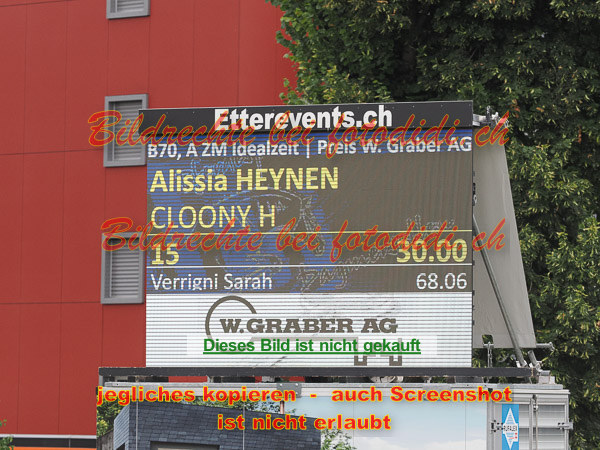 Etterevents.ch
Bildrechte bei fotodidi.ch
B70, A ZM Idealzeit | Preis W. Graber AG
Alissia HEYNEN
CLOONY H
Bildrechte bei fotodidi.ch
15 30.00
Verrigni Sarah 68.06
W.GRABER AG
Dieses Bild ist nicht gekauft
jegliches kopieren - auch Screenshot
ist nicht erlaubt